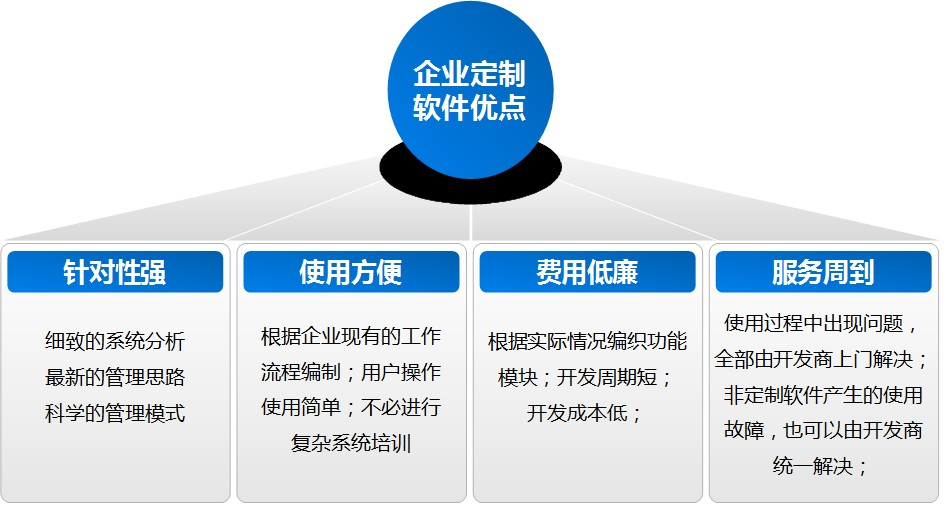 企业定制
软件优点
针对性强
细致的系统分析
最新的管理思路
科学的管理模式
使用方便
根据企业现有的工作
流程编制；用户操作
使用简单；不必进行
复杂系统培训
费用低廉
根据实际情况编织功能
模块；开发周期短；
开发成本低；
服务周到
使用过程中出现问题，
全部由开发商上门解决；
非定制软件产生的使用
故障，也可以由开发商
统一解决；